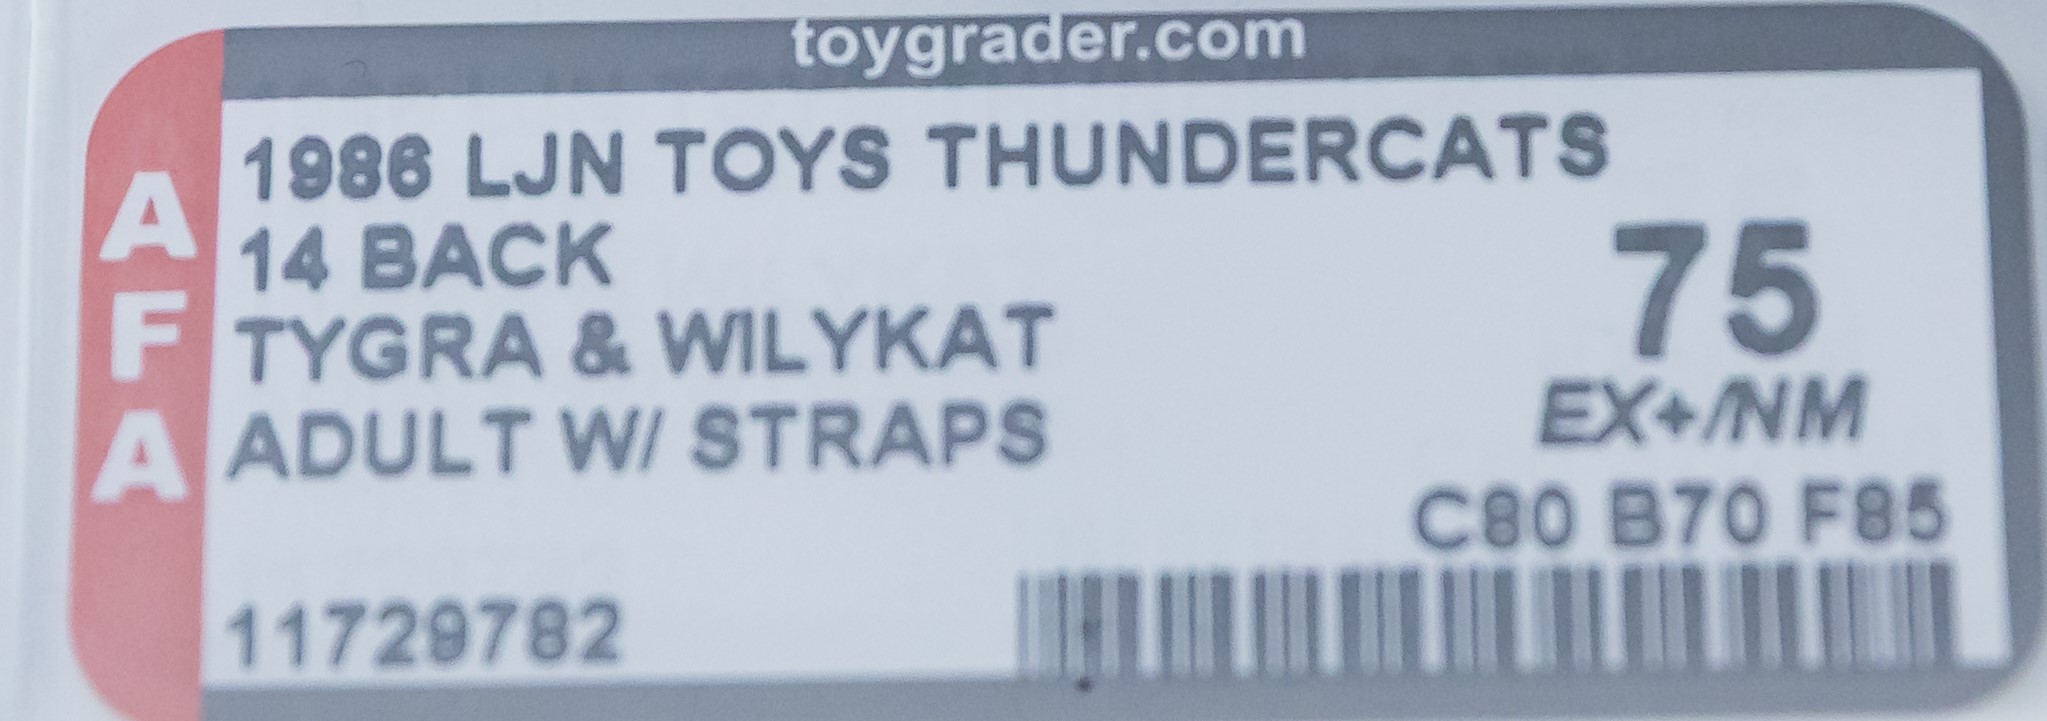 toygrader.com
AFA
1986 LJN TOYS THUNDERCATS
14 BACK
TYGRA & WILYKAT
ADULT W/ STRAPS
75
EX+/NM
C80 B70 F85
11729782